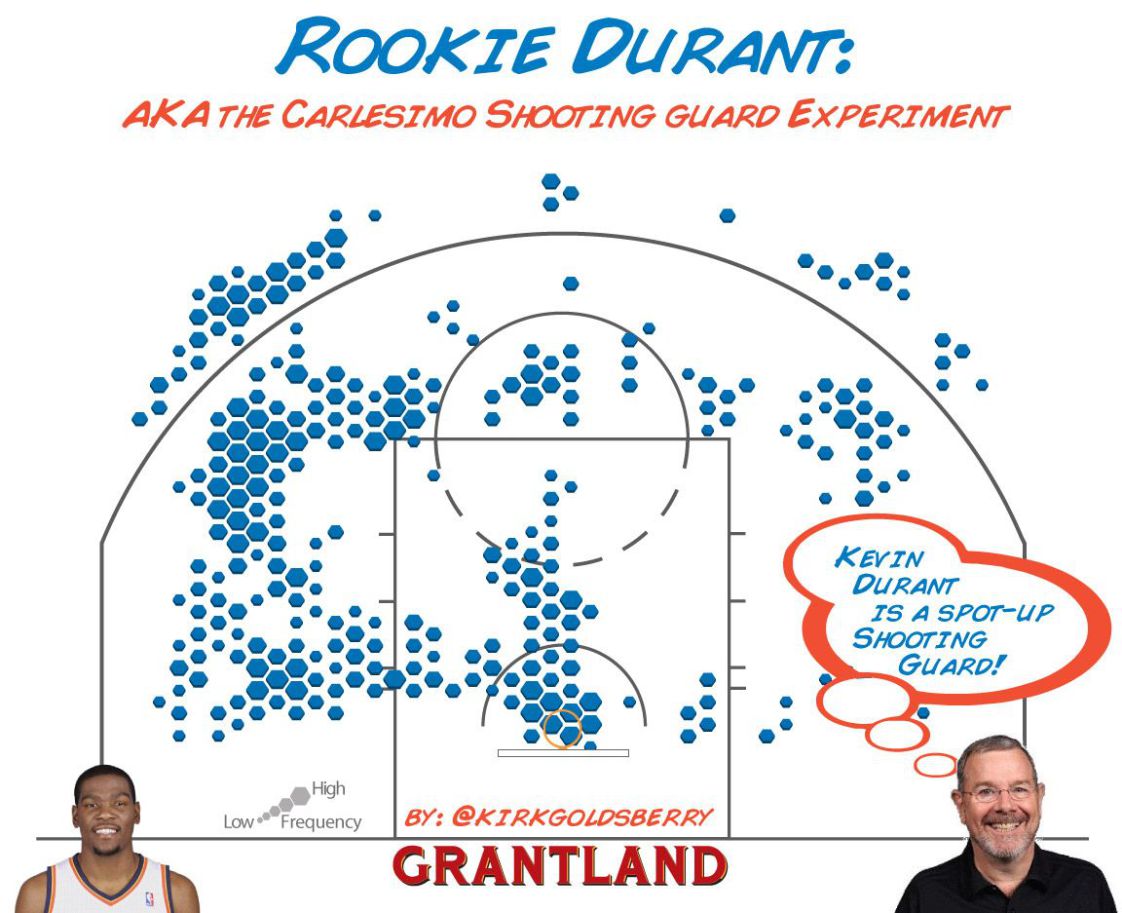 Rookie Durant:
AKA the Carlesimo Shooting guard Experiment
Kevin
Durant
is a spot-up
Shooting
Guard!
High
Low Frequency
by: @kirkgoldsberry
GRANTLAND